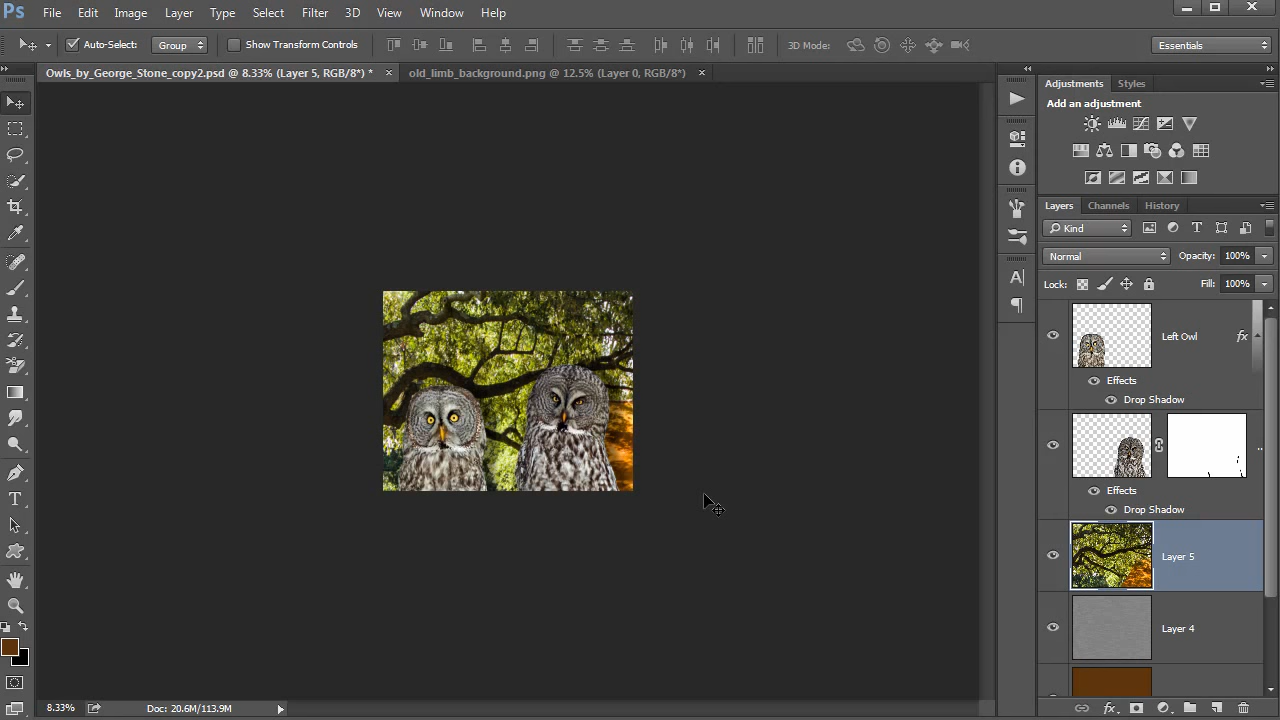 Ps File Edit Image Layer Type Select Filter 3D View Window Help
Auto-Select: Group Show Transform Controls 3D Mode: Essentials
Owls_by_George_Stone_copy2.psd @ 8.33% (Layer 5, RGB/8*) * × old_limb_background.png @ 12.5% (Layer 0, RGB/8*) ×
Adjustments Styles
Add an adjustment
Layers Channels History
Kind
Normal Opacity: 100%
Lock: Fill: 100%
Left Owl fx
Effects
Drop Shadow
Effects
Drop Shadow
Layer 5
Layer 4
8.33% Doc: 20.6M/113.9M
fx